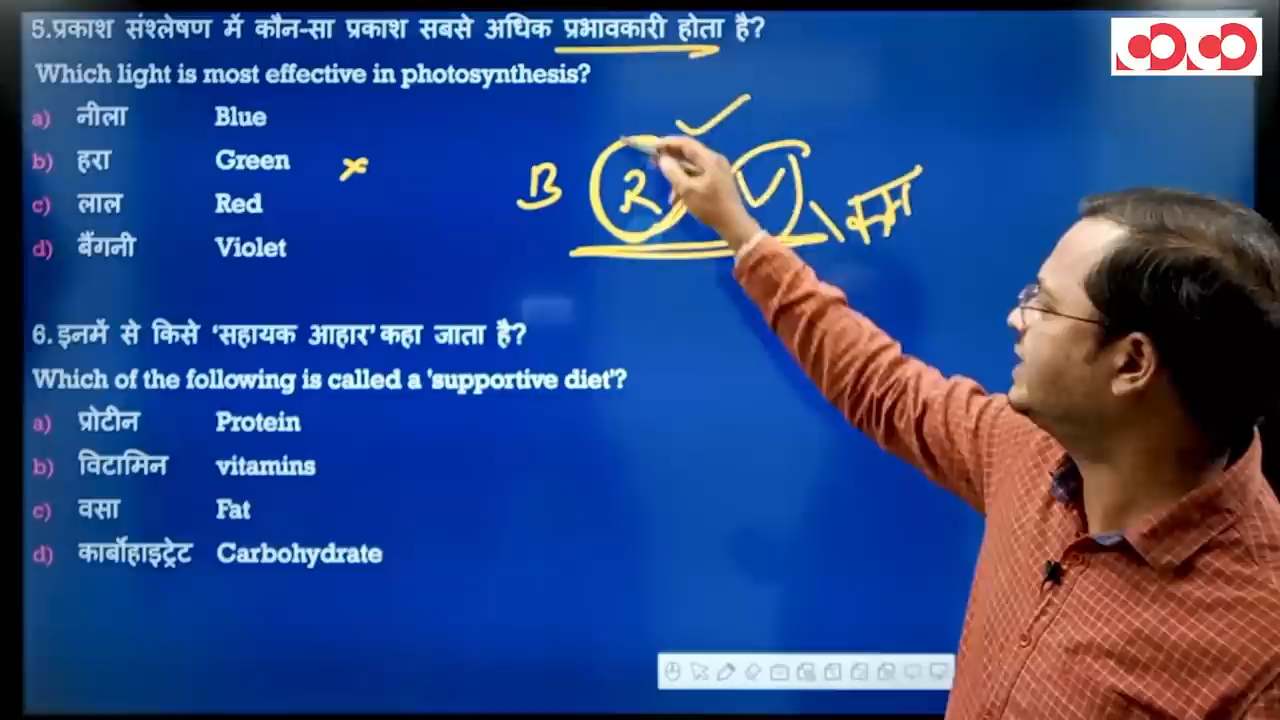 5.प्रकाश संश्लेषण में कौन-सा प्रकाश सबसे अधिक प्रभावकारी होता है?
Which light is most effective in photosynthesis?
a) नीला Blue
b) हरा Green ×
c) लाल Red
d) बैंगनी Violet
B R ✓ V \ कम
6.इनमें से किसे 'सहायक आहार' कहा जाता है?
Which of the following is called a 'supportive diet'?
a) प्रोटीन Protein
b) विटामिन vitamins
c) वसा Fat
d) कार्बोहाइट्रेट Carbohydrate